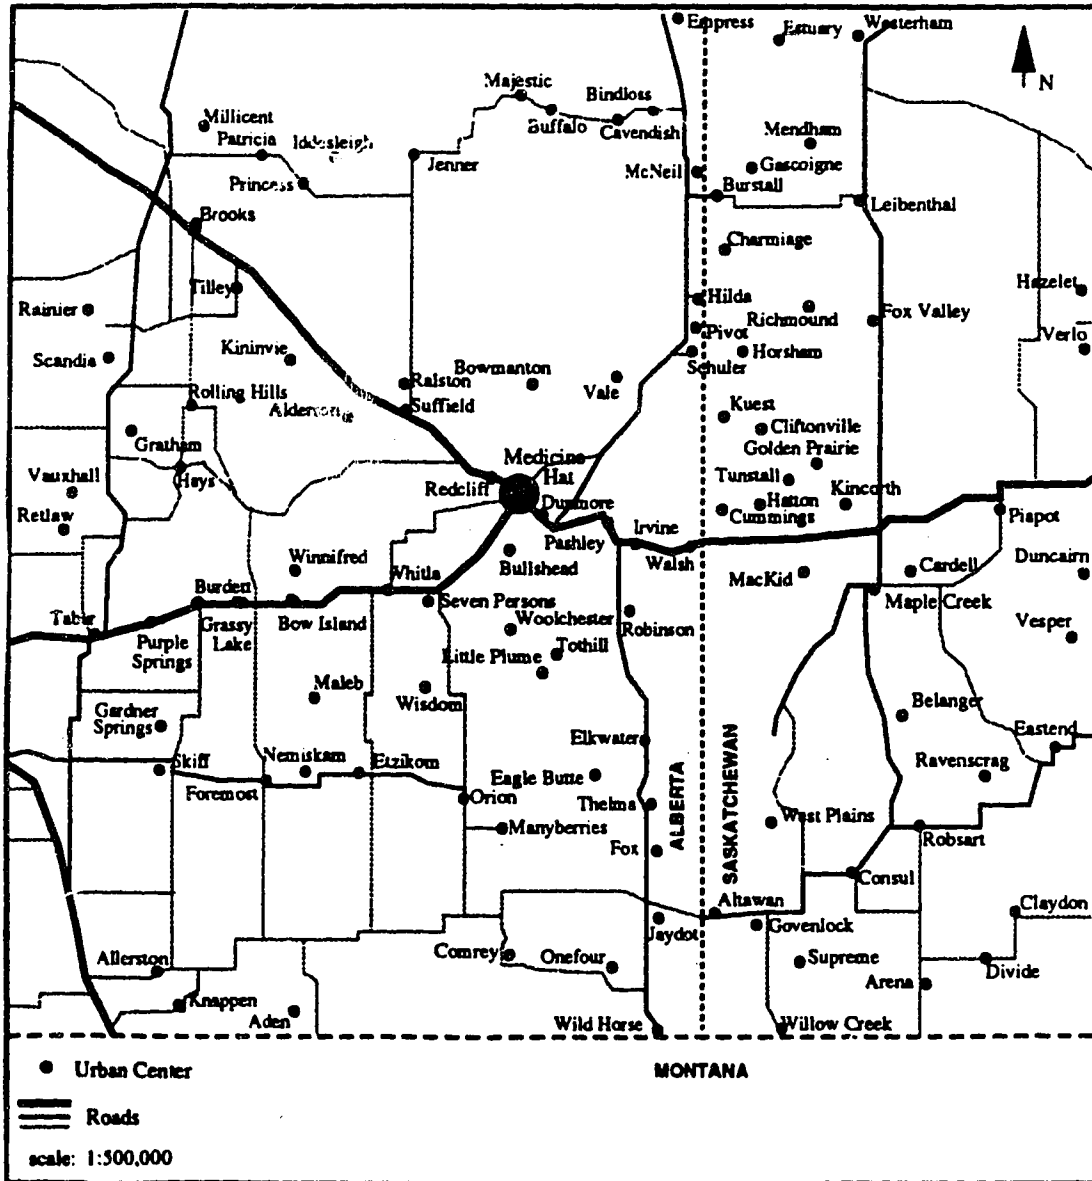 Empress
Estuary
Westerham
N
Majestic
Bindloss
Buffalo
Cavendish
Millicent
Patricia
Iddesleigh
Jenner
Princess
Mendham
McNeil
Gascoigne
Burstall
Leibenthal
Brooks
Charmiage
Tilley
Hilda
Hazelet
Rainier
Richmound
Fox Valley
Pivot
Verlo
Scandia
Kininvie
Schuler
Horsham
Bowmanton
Ralston
Vale
Rolling Hills
Suffield
Kuest
Cliftonville
Gratham
Golden Prairie
Medicine
Hat
Vauxhall
Hays
Redcliff
Tunstall
Hatton
Kincorth
Dunmore
Cummings
Retlaw
Piapot
Pashley
Irvine
Walsh
Winnifred
Bullshead
Cardell
Duncairn
Whitla
MacKid
Burdett
Seven Persons
Maple Creek
Taber
Grassy
Lake
Bow Island
Woolchester
Robinson
Vesper
Purple
Springs
Tothill
Little Plume
Maleb
Wisdom
Gardner
Springs
Belanger
Elkwater
Eastend
Skiff
Nemiskam
Etzikom
Eagle Butte
Ravenscrag
Foremost
Orion
Thelma
ALBERTA
SASKATCHEWAN
Manyberries
West Plains
Robsart
Fox
Consul
Altawan
Claydon
Jaydot
Govenlock
Comrey
Onefour
Supreme
Allerston
Arena
Divide
Knappen
Aden
Wild Horse
Willow Creek
Urban Center
MONTANA
Roads
scale: 1:500,000